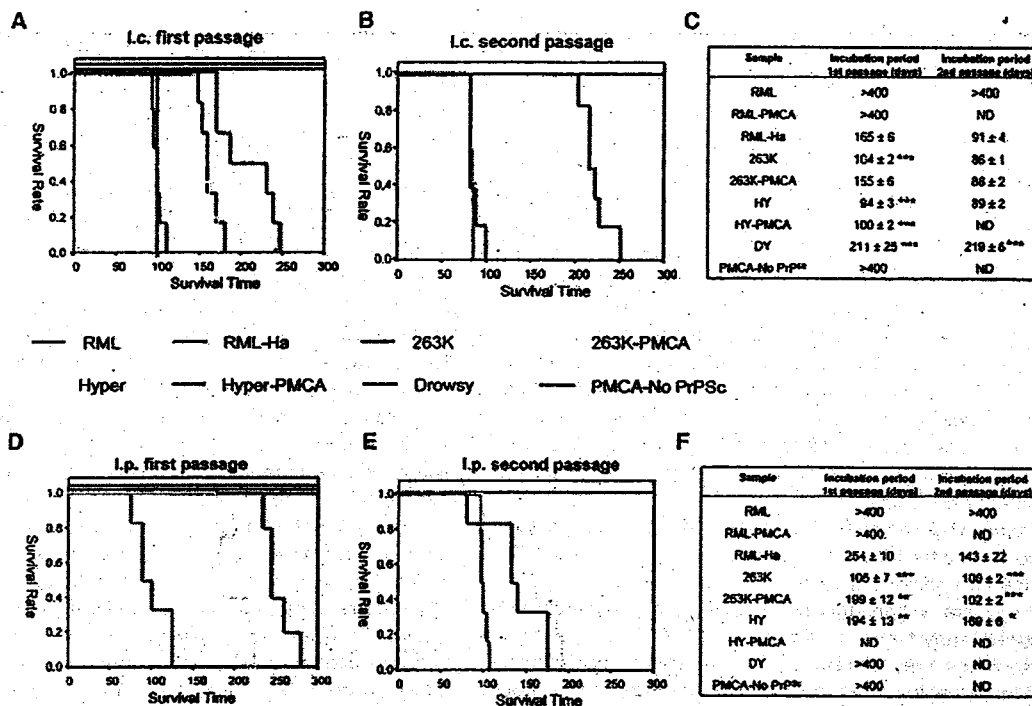 A
I.c. first passage
Survival Rate
1.0
0.8
0.6
0.4
0.2
0.0
0 50 100 150 200 250 300
Survival Time
B
I.c. second passage
Survival Rate
1.0
0.8
0.6
0.4
0.2
0.0
0 50 100 150 200 250 300
Survival Time
C
Sample Incubation period 1st passage (days) Incubation period 2nd passage (days)
RML >400 >400
RML-PMCA >400 ND
RML-Ha 165 ± 6 91 ± 4
263K 104 ± 2 *** 86 ± 1
263K-PMCA 155 ± 6 88 ± 2
HY 94 ± 3 *** 89 ± 2
HY-PMCA 100 ± 2 *** ND
DY 211 ± 25 *** 219 ± 6 ***
PMCA-No PrPSc >400 ND
RML RML-Ha 263K 263K-PMCA
Hyper Hyper-PMCA Drowsy PMCA-No PrPSc
D
I.p. first passage
Survival Rate
1.0
0.8
0.6
0.4
0.2
0.0
0 50 100 150 200 250 300
Survival Time
E
I.p. second passage
Survival Rate
1.0
0.8
0.6
0.4
0.2
0.0
0 50 100 150 200 250 300
Survival Time
F
Sample Incubation period 1st passage (days) Incubation period 2nd passage (days)
RML >400 >400
RML-PMCA >400 ND
RML-Ha 254 ± 10 143 ± 22
263K 105 ± 7 *** 109 ± 2 ***
263K-PMCA 199 ± 12 ** 102 ± 2 ***
HY 194 ± 13 ** 169 ± 6 *
HY-PMCA ND ND
DY >400 ND
PMCA-No PrPSc >400 ND